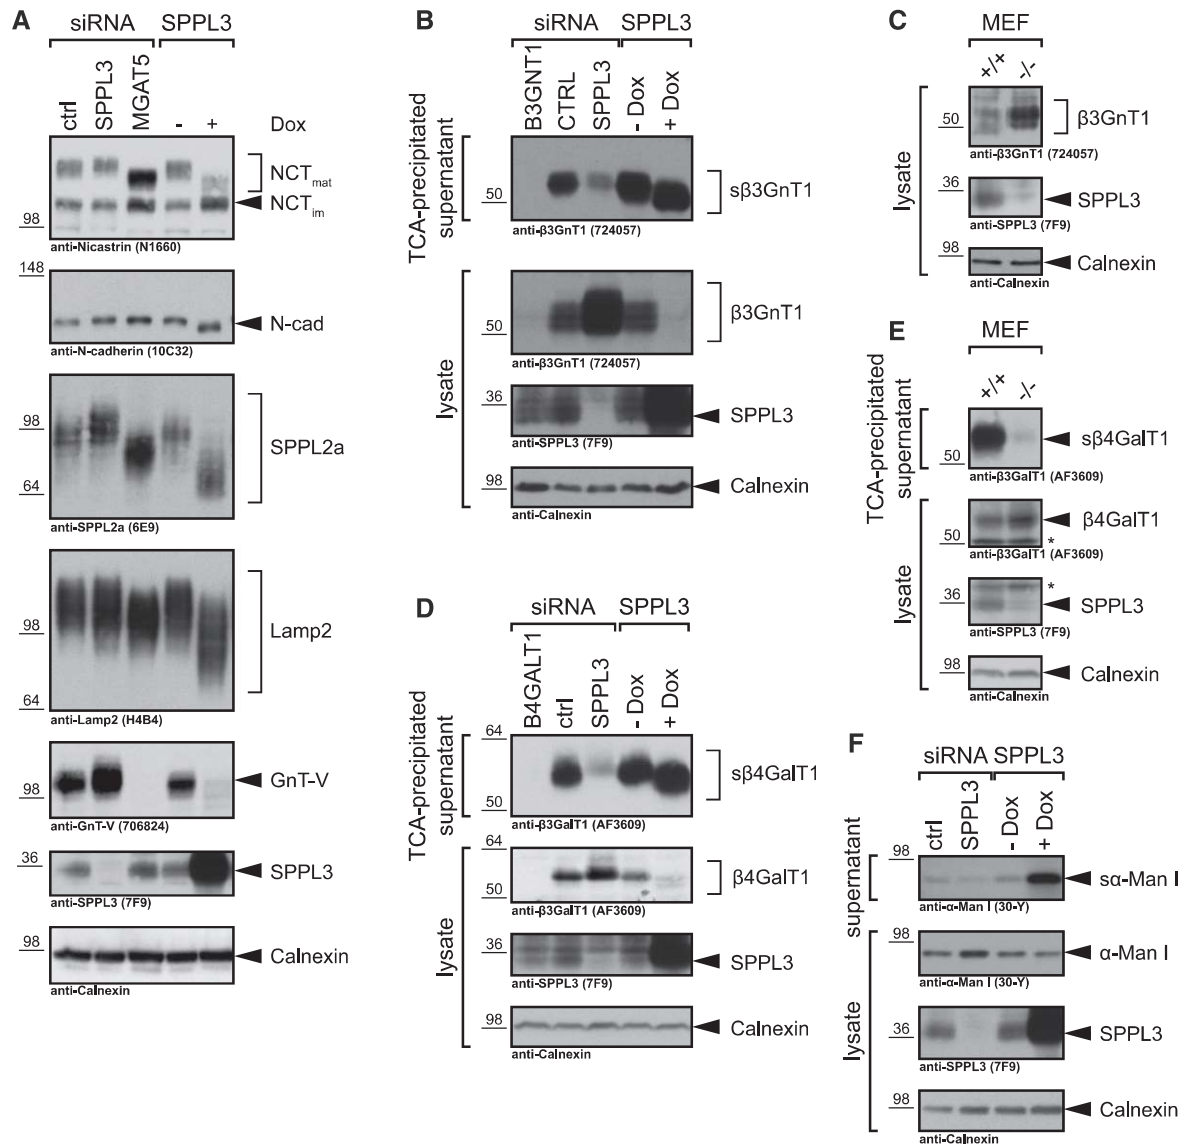 A
siRNA SPPL3
ctrl SPPL3 MGAT5 - + Dox
NCTmat
NCTim
98
anti-Nicastrin (N1660)
148
N-cad
anti-N-cadherin (10C32)
98
SPPL2a
64
anti-SPPL2a (6E9)
98
Lamp2
64
anti-Lamp2 (H4B4)
GnT-V
98
anti-GnT-V (706824)
36
SPPL3
anti-SPPL3 (7F9)
98
Calnexin
anti-Calnexin
B
siRNA SPPL3
B3GNT1 CTRL SPPL3 - Dox + Dox
TCA-precipitated supernatant
sβ3GnT1
50
anti-β3GnT1 (724057)
lysate
β3GnT1
50
anti-β3GnT1 (724057)
36
SPPL3
anti-SPPL3 (7F9)
98
Calnexin
anti-Calnexin
C
MEF
+/+ -/-
lysate
β3GnT1
50
anti-β3GnT1 (724057)
36
SPPL3
anti-SPPL3 (7F9)
98
Calnexin
anti-Calnexin
D
siRNA SPPL3
B4GALT1 ctrl SPPL3 - Dox + Dox
TCA-precipitated supernatant
64
sβ4GalT1
50
anti-β3GalT1 (AF3609)
lysate
64
β4GalT1
50
anti-β3GalT1 (AF3609)
36
SPPL3
anti-SPPL3 (7F9)
98
Calnexin
anti-Calnexin
E
MEF
+/+ -/-
TCA-precipitated supernatant
sβ4GalT1
50
anti-β3GalT1 (AF3609)
lysate
β4GalT1
50 *
anti-β3GalT1 (AF3609)
*
36
SPPL3
anti-SPPL3 (7F9)
98
Calnexin
anti-Calnexin
F
siRNA SPPL3
ctrl SPPL3 - Dox + Dox
supernatant
98
sα-Man I
anti-α-Man I (30-Y)
lysate
98
α-Man I
anti-α-Man I (30-Y)
36
SPPL3
anti-SPPL3 (7F9)
98
Calnexin
anti-Calnexin